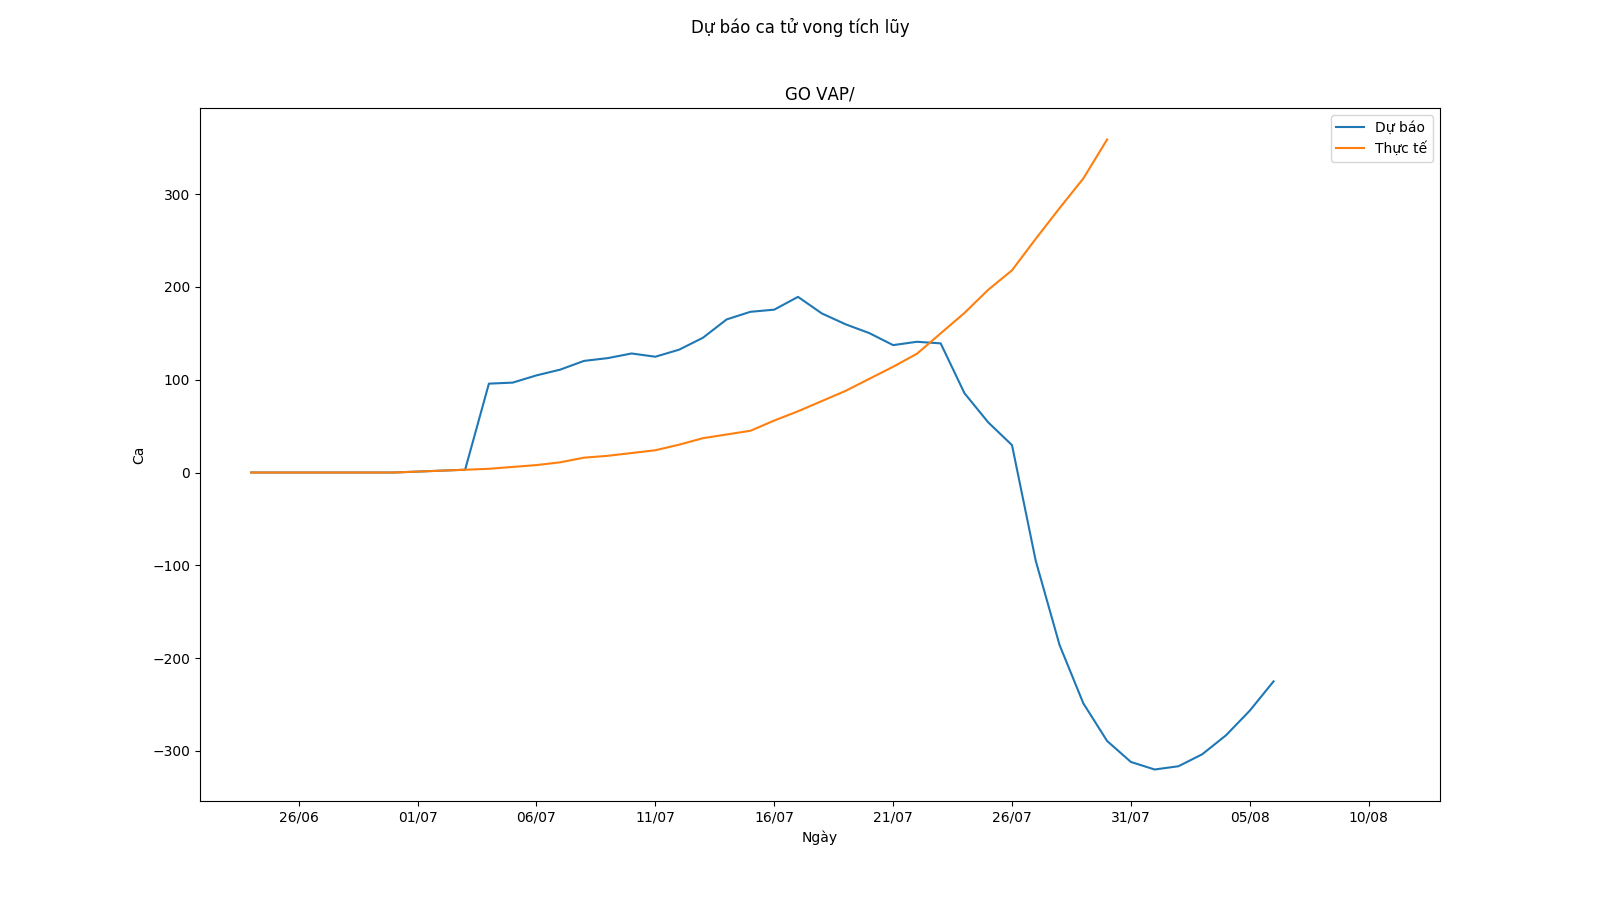 Dự báo ca tử vong tích lũy
GO VAP/
Dự báo
Thực tế
300
200
100
0
−100
−200
−300
Ca
26/06 01/07 06/07 11/07 16/07 21/07 26/07 31/07 05/08 10/08
Ngày